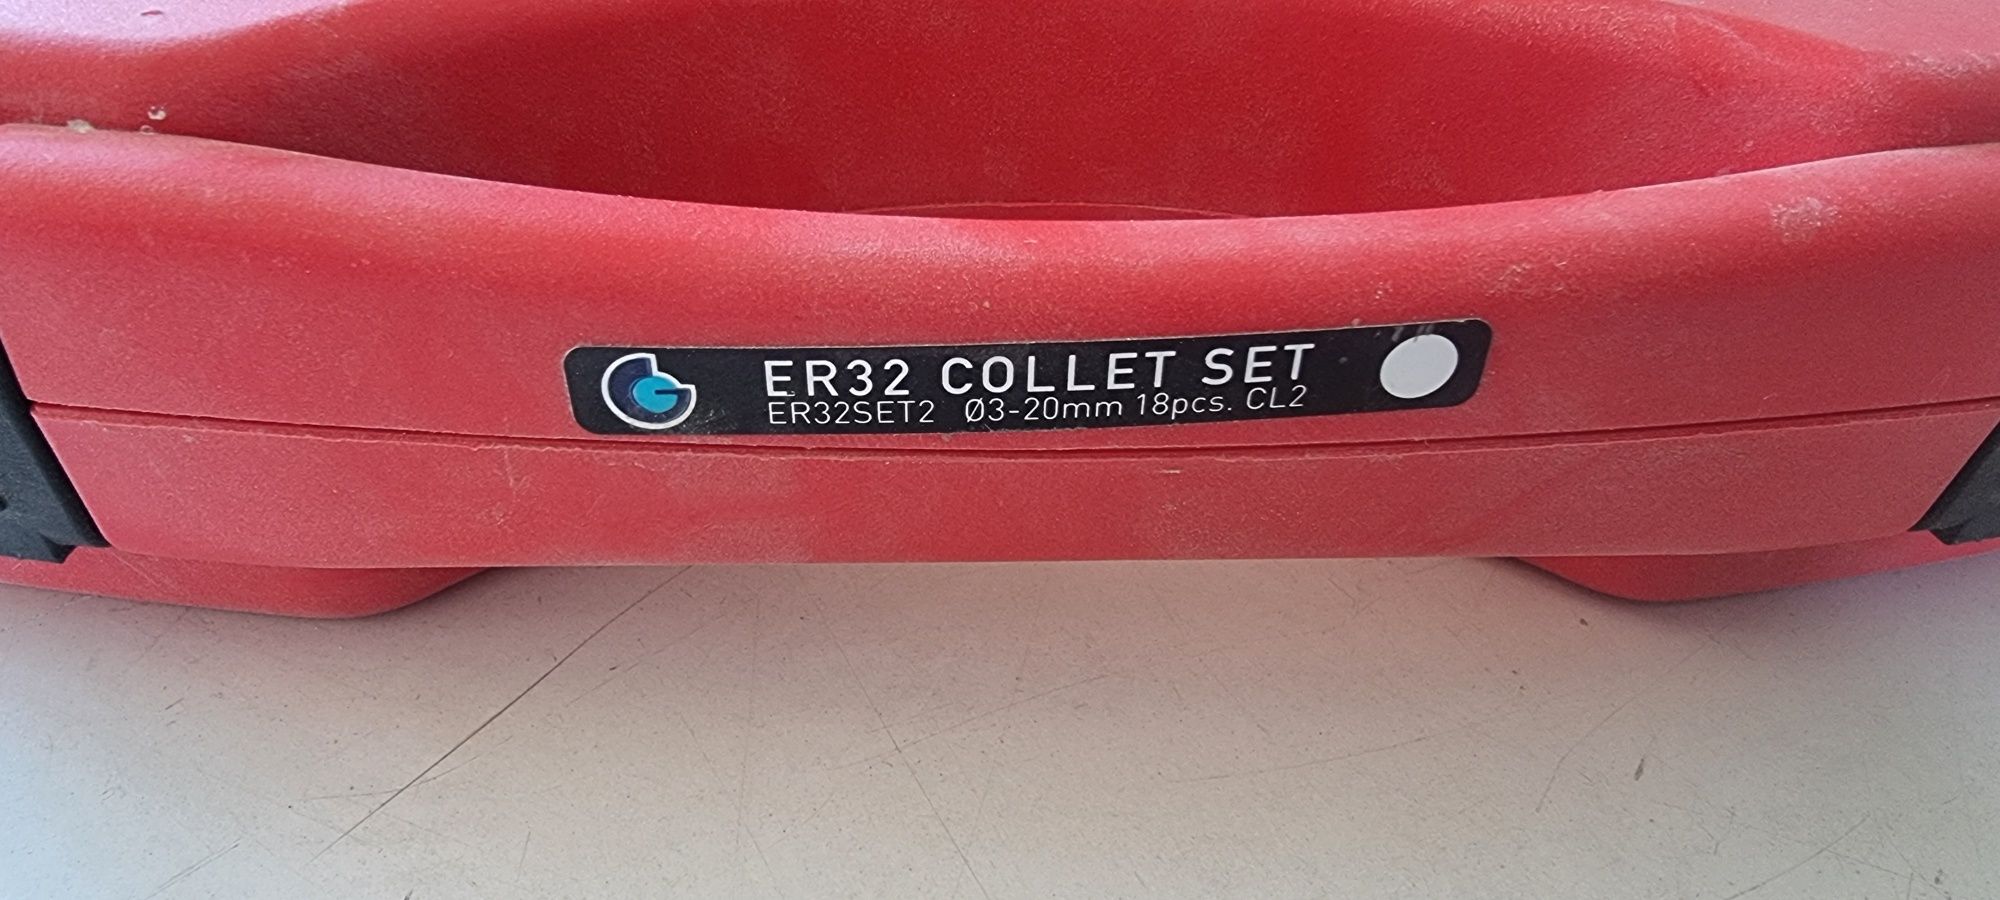 ER32 COLLET SET
ER32SET2 Ø3-20mm 18pcs. CL2